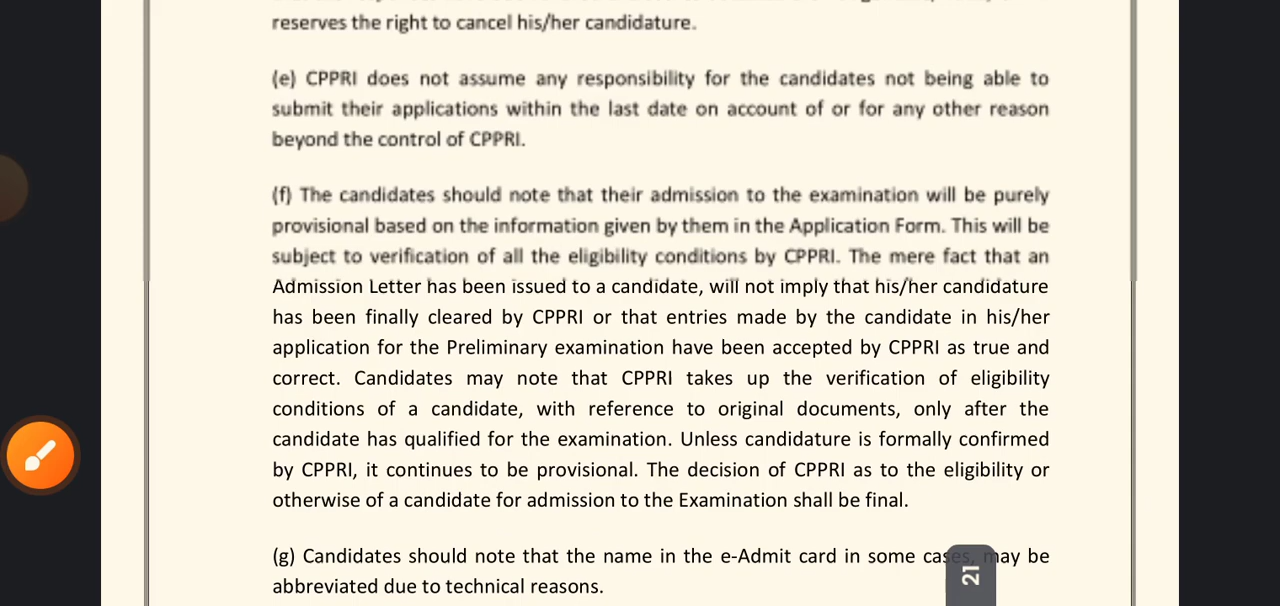 reserves the right to cancel his/her candidature.
(e) CPPRI does not assume any responsibility for the candidates not being able to
submit their applications within the last date on account of or for any other reason
beyond the control of CPPRI.
(f) The candidates should note that their admission to the examination will be purely
provisional based on the information given by them in the Application Form. This will be
subject to verification of all the eligibility conditions by CPPRI. The mere fact that an
Admission Letter has been issued to a candidate, will not imply that his/her candidature
has been finally cleared by CPPRI or that entries made by the candidate in his/her
application for the Preliminary examination have been accepted by CPPRI as true and
correct. Candidates may note that CPPRI takes up the verification of eligibility
conditions of a candidate, with reference to original documents, only after the
candidate has qualified for the examination. Unless candidature is formally confirmed
by CPPRI, it continues to be provisional. The decision of CPPRI as to the eligibility or
otherwise of a candidate for admission to the Examination shall be final.
(g) Candidates should note that the name in the e-Admit card in some cases, may be
abbreviated due to technical reasons.
21